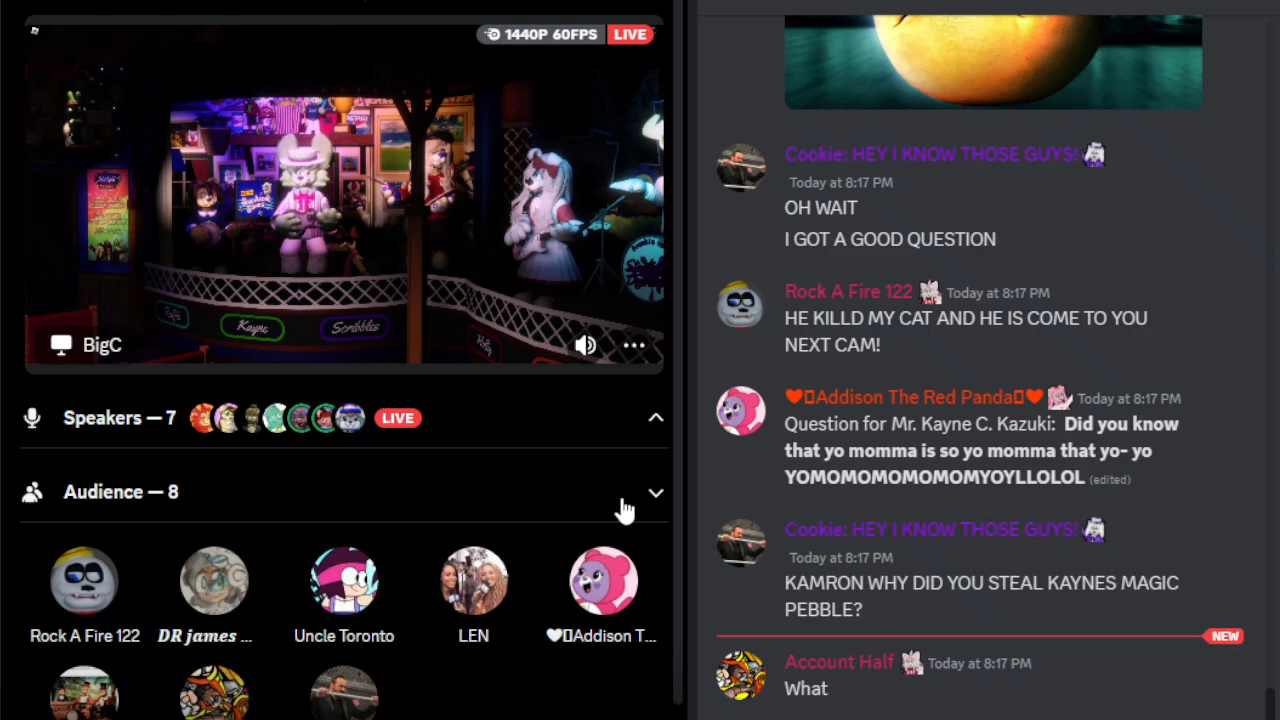 1440P 60FPS LIVE
Kayne
Scribbles
BigC
Speakers — 7 LIVE
Audience — 8
Rock A Fire 122
DR james ...
Uncle Toronto
LEN
❤▯Addison T...
Cookie: HEY I KNOW THOSE GUYS!
Today at 8:17 PM
OH WAIT
I GOT A GOOD QUESTION
Rock A Fire 122 Today at 8:17 PM
HE KILLD MY CAT AND HE IS COME TO YOU
NEXT CAM!
❤▯Addison The Red Panda▯❤ Today at 8:17 PM
Question for Mr. Kayne C. Kazuki: Did you know
that yo momma is so yo momma that yo- yo
YOMOMOMOMOMOMYOYLLOLOL (edited)
Cookie: HEY I KNOW THOSE GUYS!
Today at 8:17 PM
KAMRON WHY DID YOU STEAL KAYNES MAGIC
PEBBLE?
NEW
Account Half Today at 8:17 PM
What